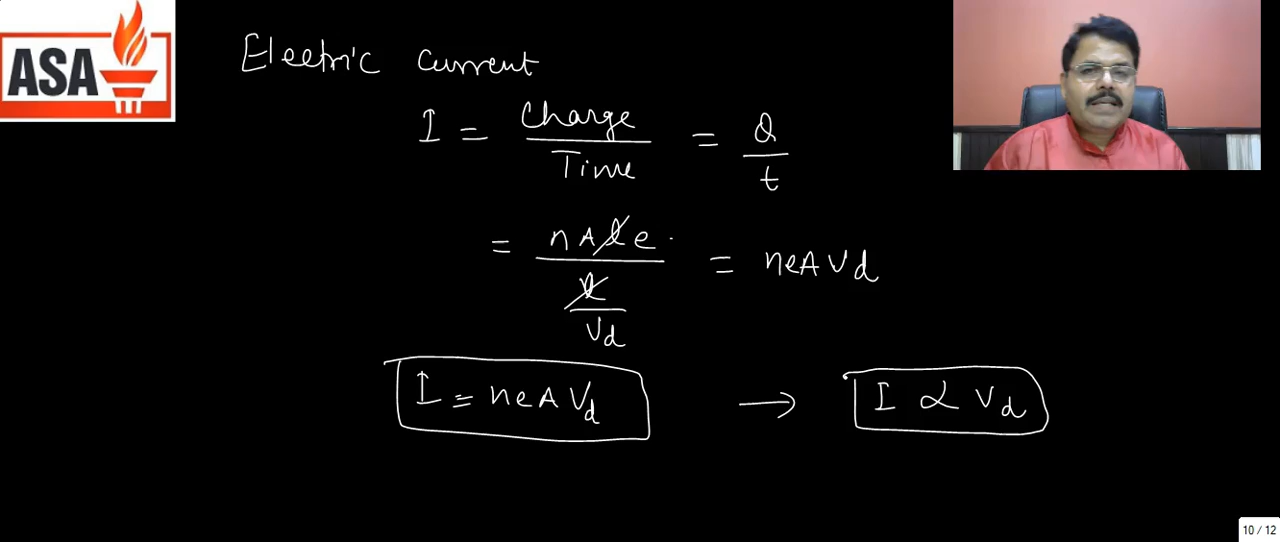 ASA
Electric current
I = Charge / Time = Q / t
= nAle / (l / Vd) = neAVd
I = neAVd → I ∝ Vd
10 / 12